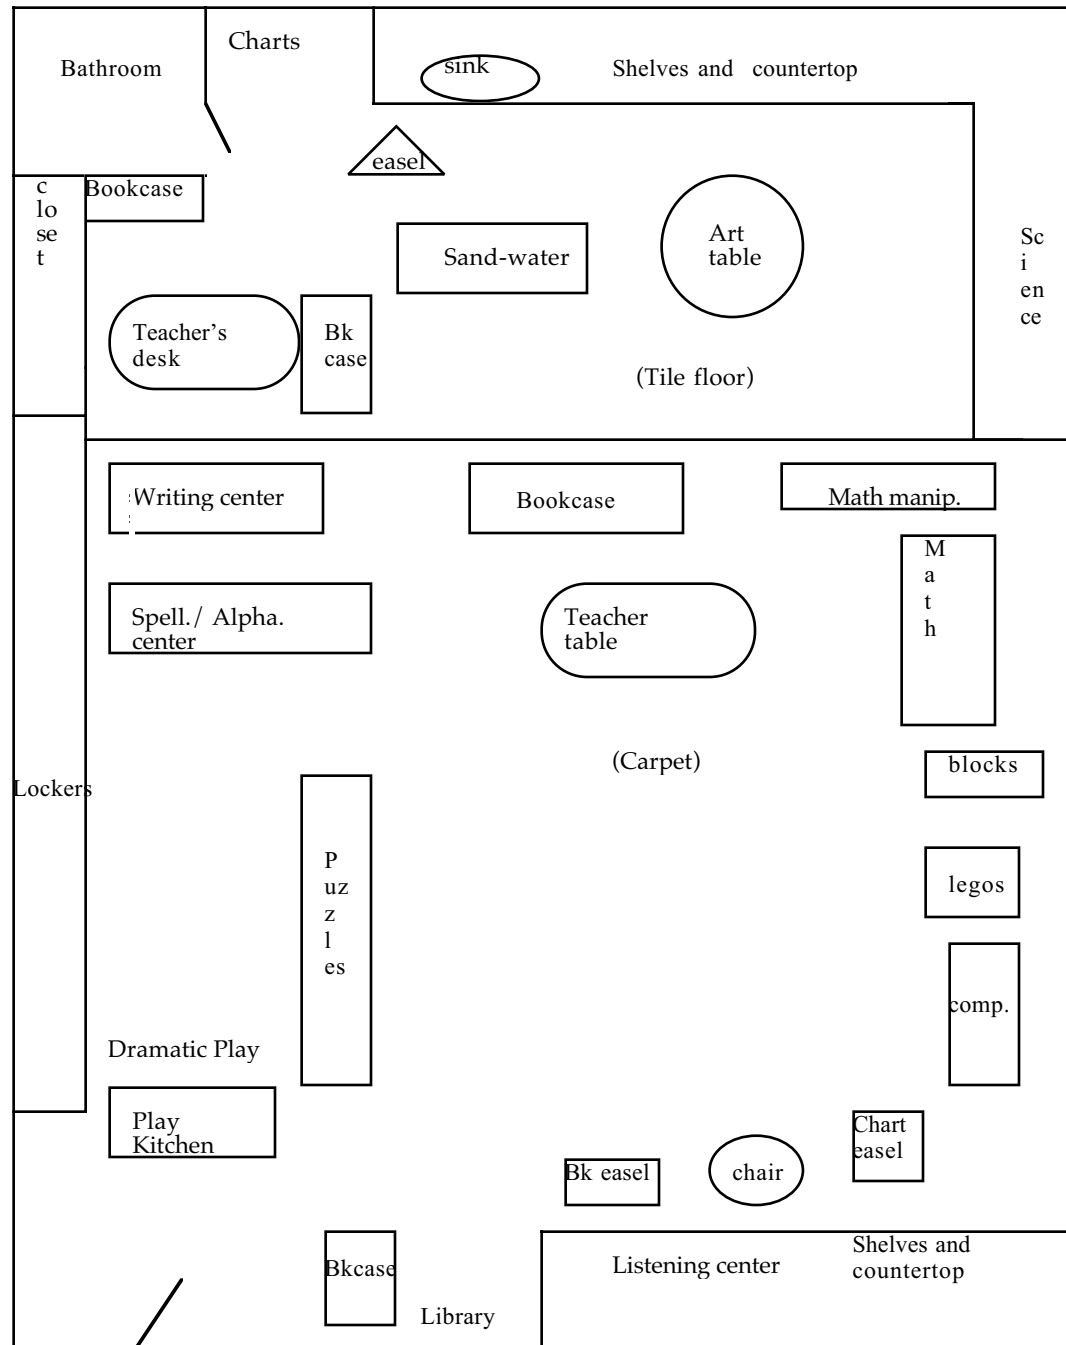 Charts
Bathroom
sink
Shelves and countertop
easel
c
lo
se
t
Bookcase
Sand-water
Art
table
Sc
i
en
ce
Teacher's
desk
Bk
case
(Tile floor)
Writing center
Bookcase
Math manip.
M
a
t
h
Spell./ Alpha.
center
Teacher
table
(Carpet)
blocks
Lockers
P
uz
z
l
es
legos
comp.
Dramatic Play
Play
Kitchen
Chart
easel
Bk easel
chair
Bkcase
Listening center
Shelves and
countertop
Library